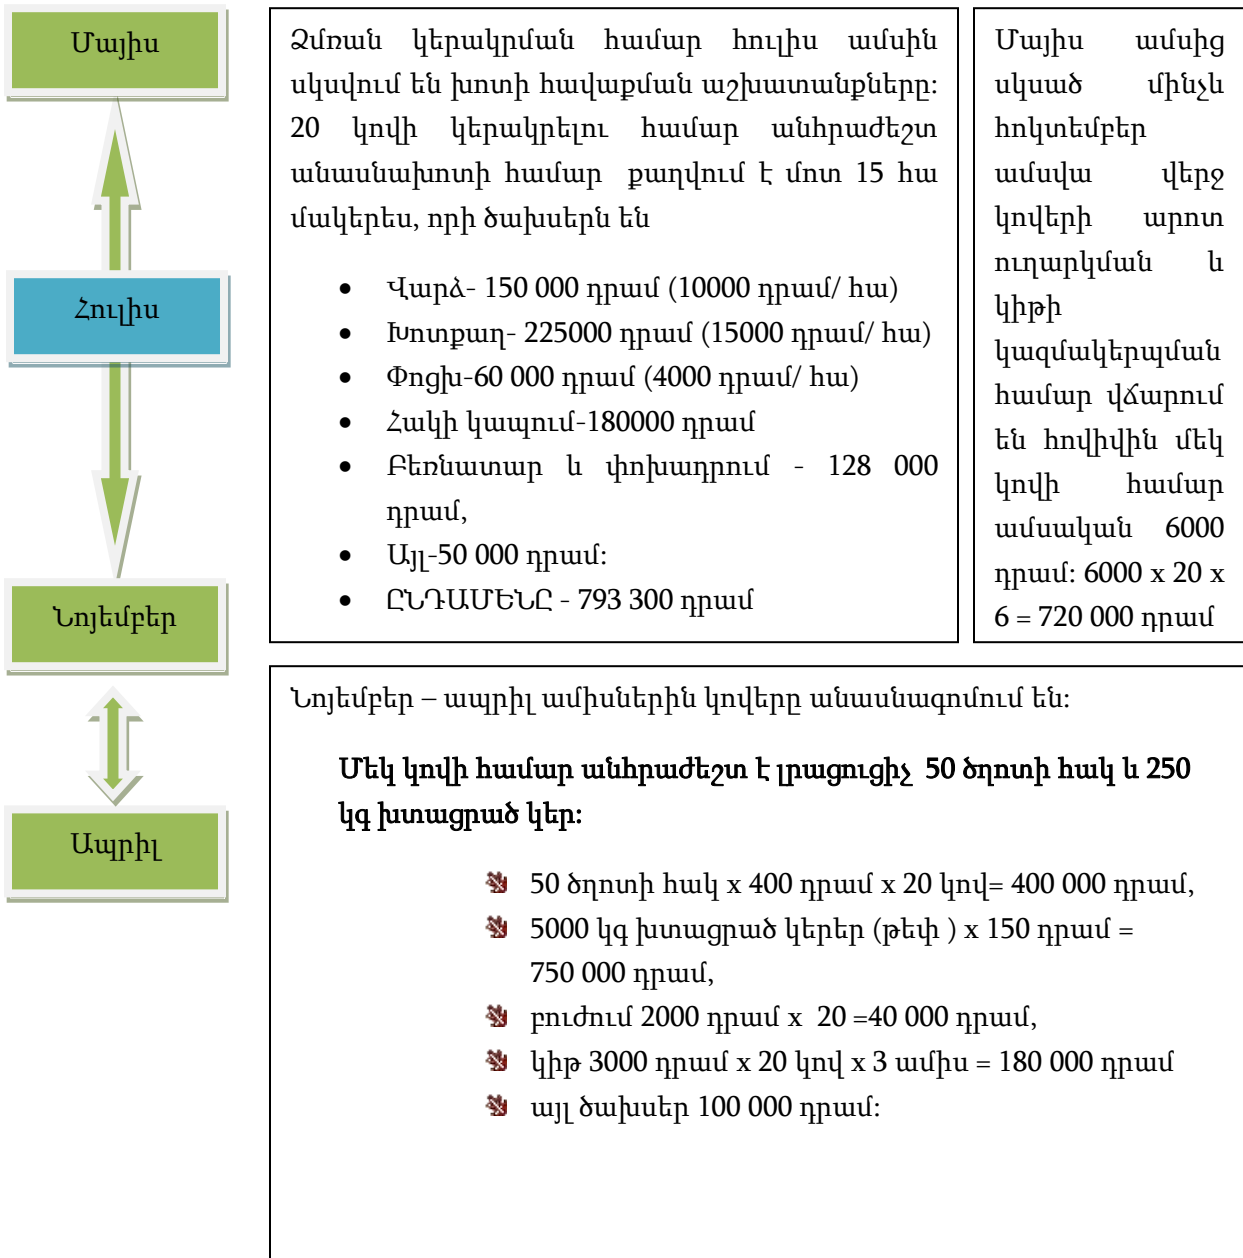 Մայիս
Հուլիս
Նոյեմբեր
Ապրիլ
Ձմռան կերակրման համար հուլիս ամսին
սկսվում են խոտի հավաքման աշխատանքները:
20 կովի կերակրելու համար անհրաժեշտ
անասնախոտի համար քաղվում է մոտ 15 հա
մակերես, որի ծախսերն են
• Վարձ- 150 000 դրամ (10000 դրամ/ հա)
• Խոտքաղ- 225000 դրամ (15000 դրամ/ հա)
• Փոցխ-60 000 դրամ (4000 դրամ/ հա)
• Հակի կապում-180000 դրամ
• Բեռնատար և փոխադրում - 128 000
դրամ,
• Այլ-50 000 դրամ:
• ԸՆԴԱՄԵՆԸ - 793 300 դրամ
Մայիս ամսից
սկսած մինչև
հոկտեմբեր
ամսվա վերջ
կովերի արոտ
ուղարկման և
կիթի
կազմակերպման
համար վճարում
են հովիվին մեկ
կովի համար
ամսական 6000
դրամ: 6000 x 20 x
6 = 720 000 դրամ
Նոյեմբեր – ապրիլ ամիսներին կովերը անասնագոմում են:
Մեկ կովի համար անհրաժեշտ է լրացուցիչ 50 ծղոտի հակ և 250
կգ խտացրած կեր:
50 ծղոտի հակ x 400 դրամ x 20 կով= 400 000 դրամ,
5000 կգ խտացրած կերեր (թեփ ) x 150 դրամ =
750 000 դրամ,
բուժում 2000 դրամ x 20 =40 000 դրամ,
կիթ 3000 դրամ x 20 կով x 3 ամիս = 180 000 դրամ
այլ ծախսեր 100 000 դրամ: